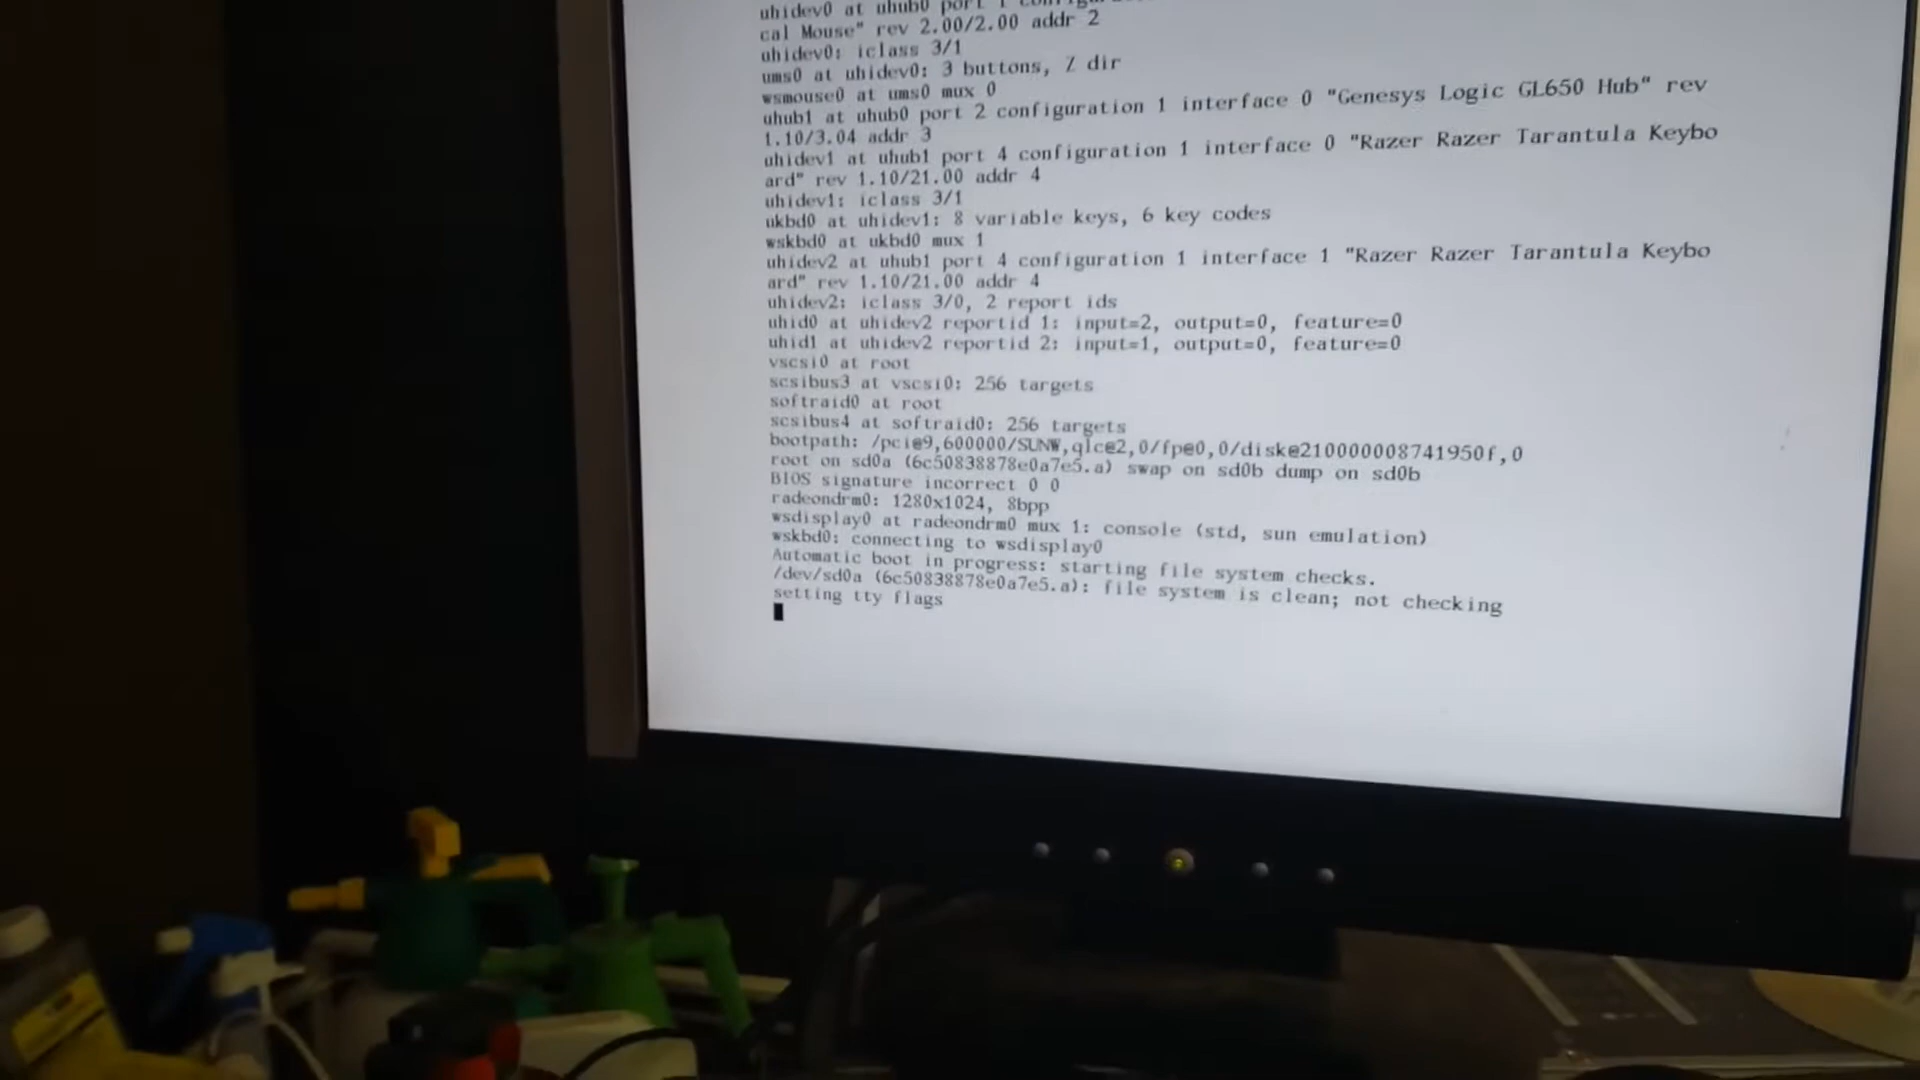 uhidev0 at uhub0 port 1
cal Mouse" rev 2.00/2.00 addr 2
uhidev0: iclass 3/1
ums0 at uhidev0: 3 buttons, Z dir
wsmouse0 at ums0 mux 0
uhub1 at uhub0 port 2 configuration 1 interface 0 "Genesys Logic GL650 Hub" rev
1.10/3.04 addr 3
uhidev1 at uhub1 port 4 configuration 1 interface 0 "Razer Razer Tarantula Keybo
ard" rev 1.10/21.00 addr 4
uhidev1: iclass 3/1
ukbd0 at uhidev1: 8 variable keys, 6 key codes
wskbd0 at ukbd0 mux 1
uhidev2 at uhub1 port 4 configuration 1 interface 1 "Razer Razer Tarantula Keybo
ard" rev 1.10/21.00 addr 4
uhidev2: iclass 3/0, 2 report ids
uhid0 at uhidev2 reportid 1: input=2, output=0, feature=0
uhid1 at uhidev2 reportid 2: input=1, output=0, feature=0
vscsi0 at root
scsibus3 at vscsi0: 256 targets
softraid0 at root
scsibus4 at softraid0: 256 targets
bootpath: /pci@9,600000/SUNW,qlc@2,0/fp@0,0/disk@2100000008741950f,0
root on sd0a (6c50838878e0a7e5.a) swap on sd0b dump on sd0b
BIOS signature incorrect 0 0
radeondrm0: 1280x1024, 8bpp
wsdisplay0 at radeondrm0 mux 1: console (std, sun emulation)
wskbd0: connecting to wsdisplay0
Automatic boot in progress: starting file system checks.
/dev/sd0a (6c50838878e0a7e5.a): file system is clean; not checking
setting tty flags